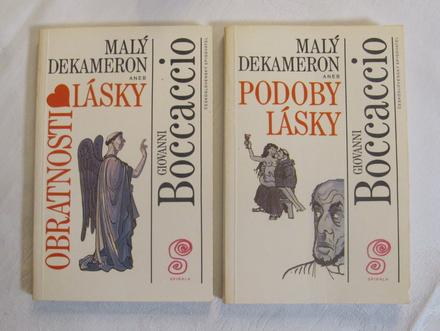 MALÝ
DEKAMERON
ANEB
OBRATNOSTI
LÁSKY
GIOVANNI
Boccaccio
ČESKOSLOVENSKÝ SPISOVATEL
SPIRÁLA
MALÝ
DEKAMERON
ANEB
PODOBY
LÁSKY
GIOVANNI
Boccaccio
ČESKOSLOVENSKÝ SPISOVATEL
SPIRÁLA